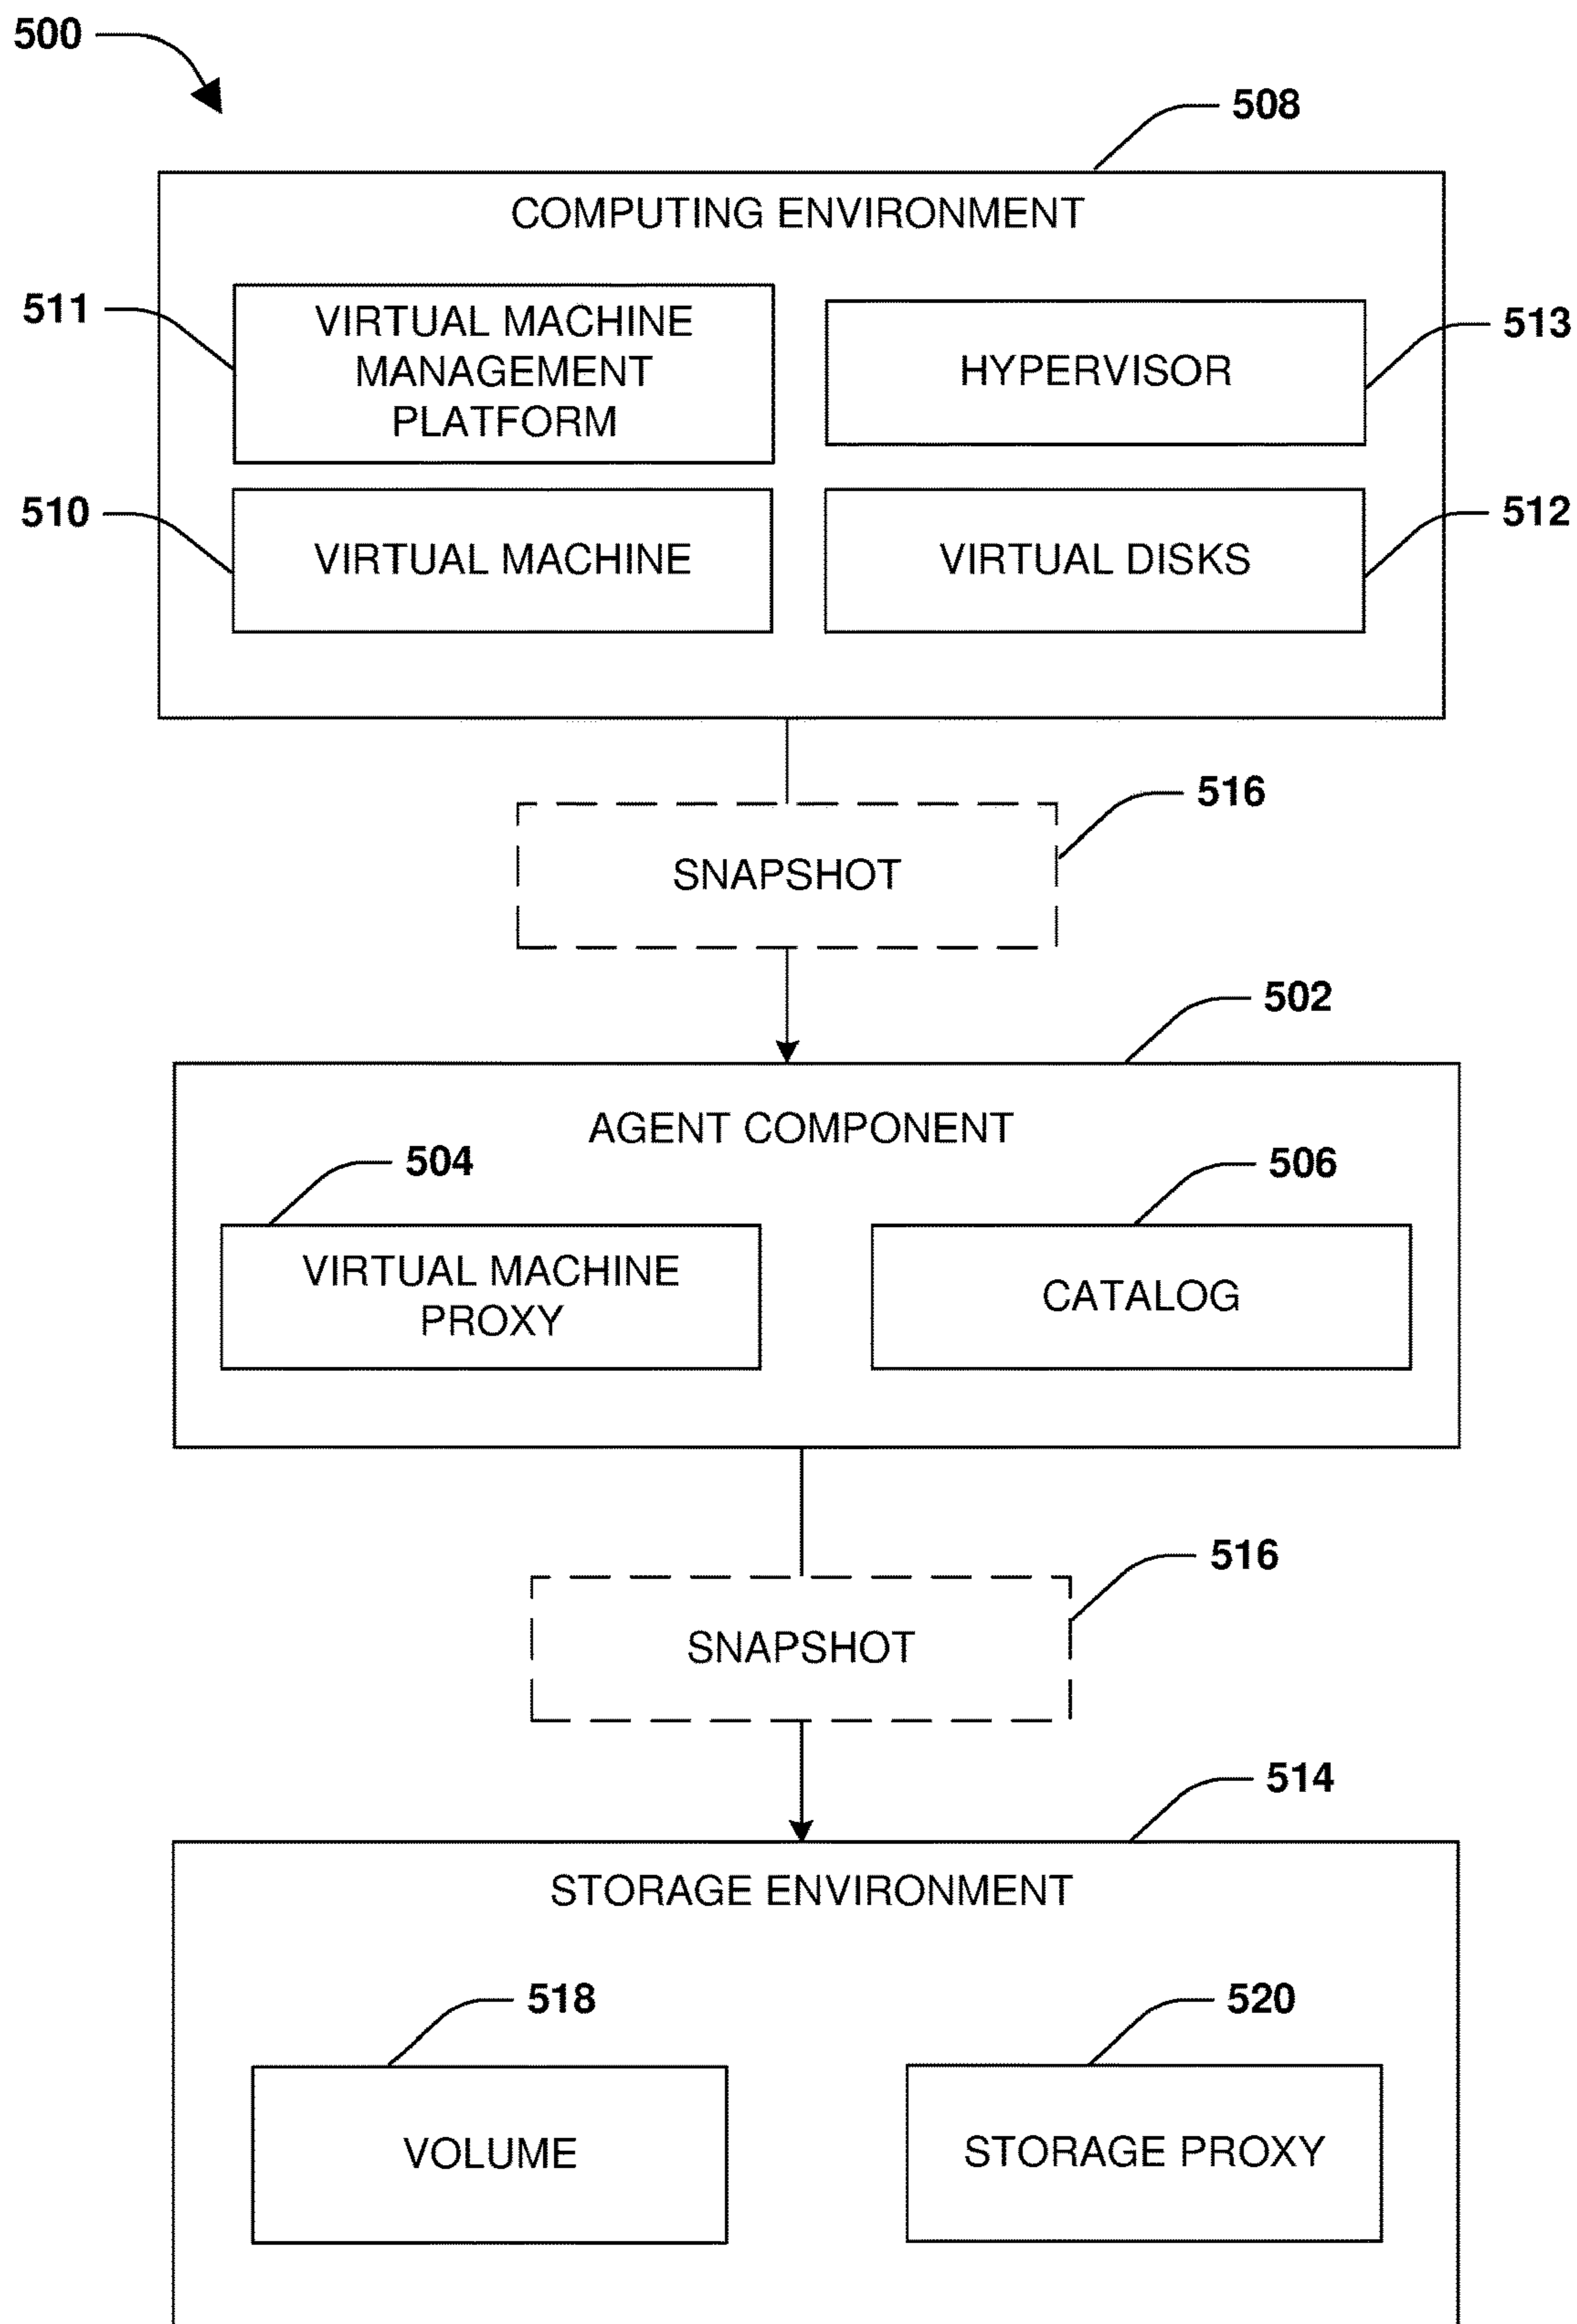 500
508
COMPUTING ENVIRONMENT
511
VIRTUAL MACHINE
MANAGEMENT
PLATFORM
HYPERVISOR
513
510
VIRTUAL MACHINE
VIRTUAL DISKS
512
516
SNAPSHOT
502
AGENT COMPONENT
504
506
VIRTUAL MACHINE
PROXY
CATALOG
516
SNAPSHOT
514
STORAGE ENVIRONMENT
518
520
VOLUME
STORAGE PROXY